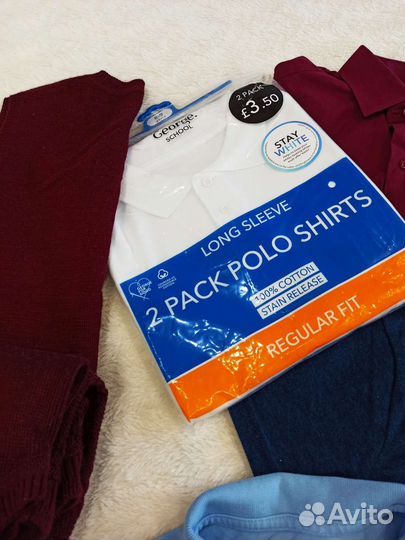 George.
SCHOOL
2 PACK
£3.50
STAY
WHITE
LONG SLEEVE
2 PACK POLO SHIRTS
100% COTTON
STAIN RELEASE
REGULAR FIT
Avito